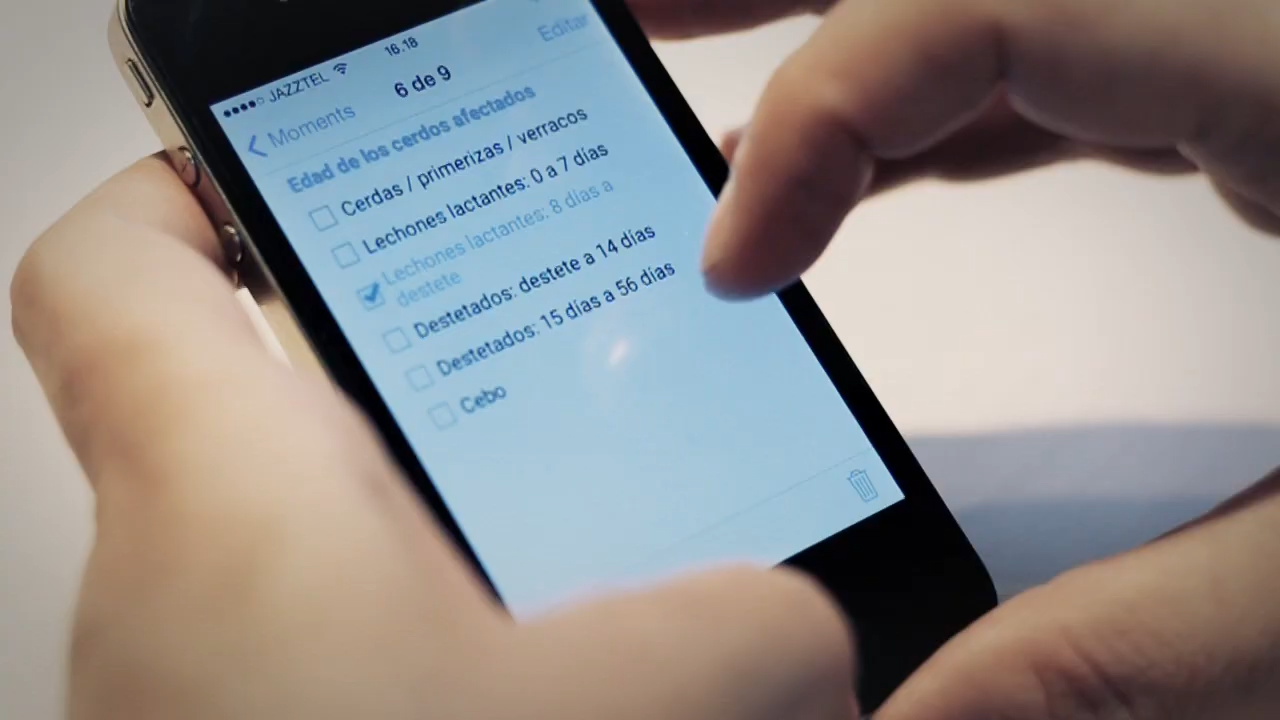 JAZZTEL 16.18
Moments 6 de 9 Editar
Edad de los cerdos afectados
Cerdas / primerizas / verracos
Lechones lactantes: 0 a 7 días
Lechones lactantes: 8 días a
destete
Destetados: destete a 14 días
Destetados: 15 días a 56 días
Cebo